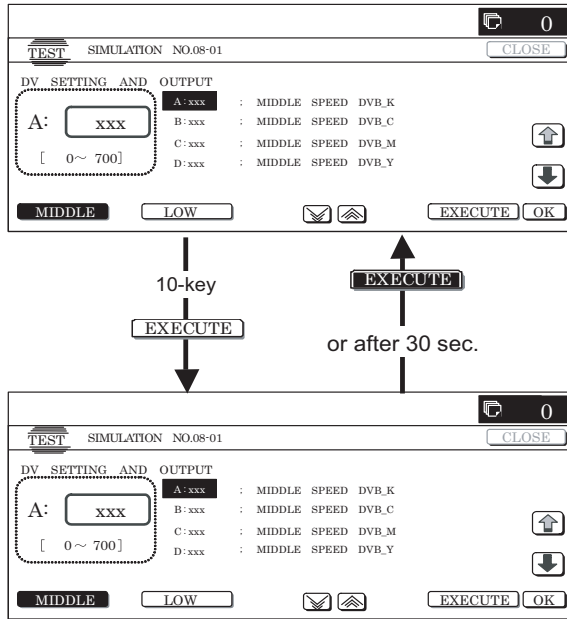 0
TEST SIMULATION NO.08-01 CLOSE
DV SETTING AND OUTPUT
A: xxx
[ 0~ 700]
A:xxx ; MIDDLE SPEED DVB_K
B:xxx ; MIDDLE SPEED DVB_C
C:xxx ; MIDDLE SPEED DVB_M
D:xxx ; MIDDLE SPEED DVB_Y
MIDDLE LOW EXECUTE OK
10-key
EXECUTE
EXECUTE
or after 30 sec.
0
TEST SIMULATION NO.08-01 CLOSE
DV SETTING AND OUTPUT
A: xxx
[ 0~ 700]
A:xxx ; MIDDLE SPEED DVB_K
B:xxx ; MIDDLE SPEED DVB_C
C:xxx ; MIDDLE SPEED DVB_M
D:xxx ; MIDDLE SPEED DVB_Y
MIDDLE LOW EXECUTE OK